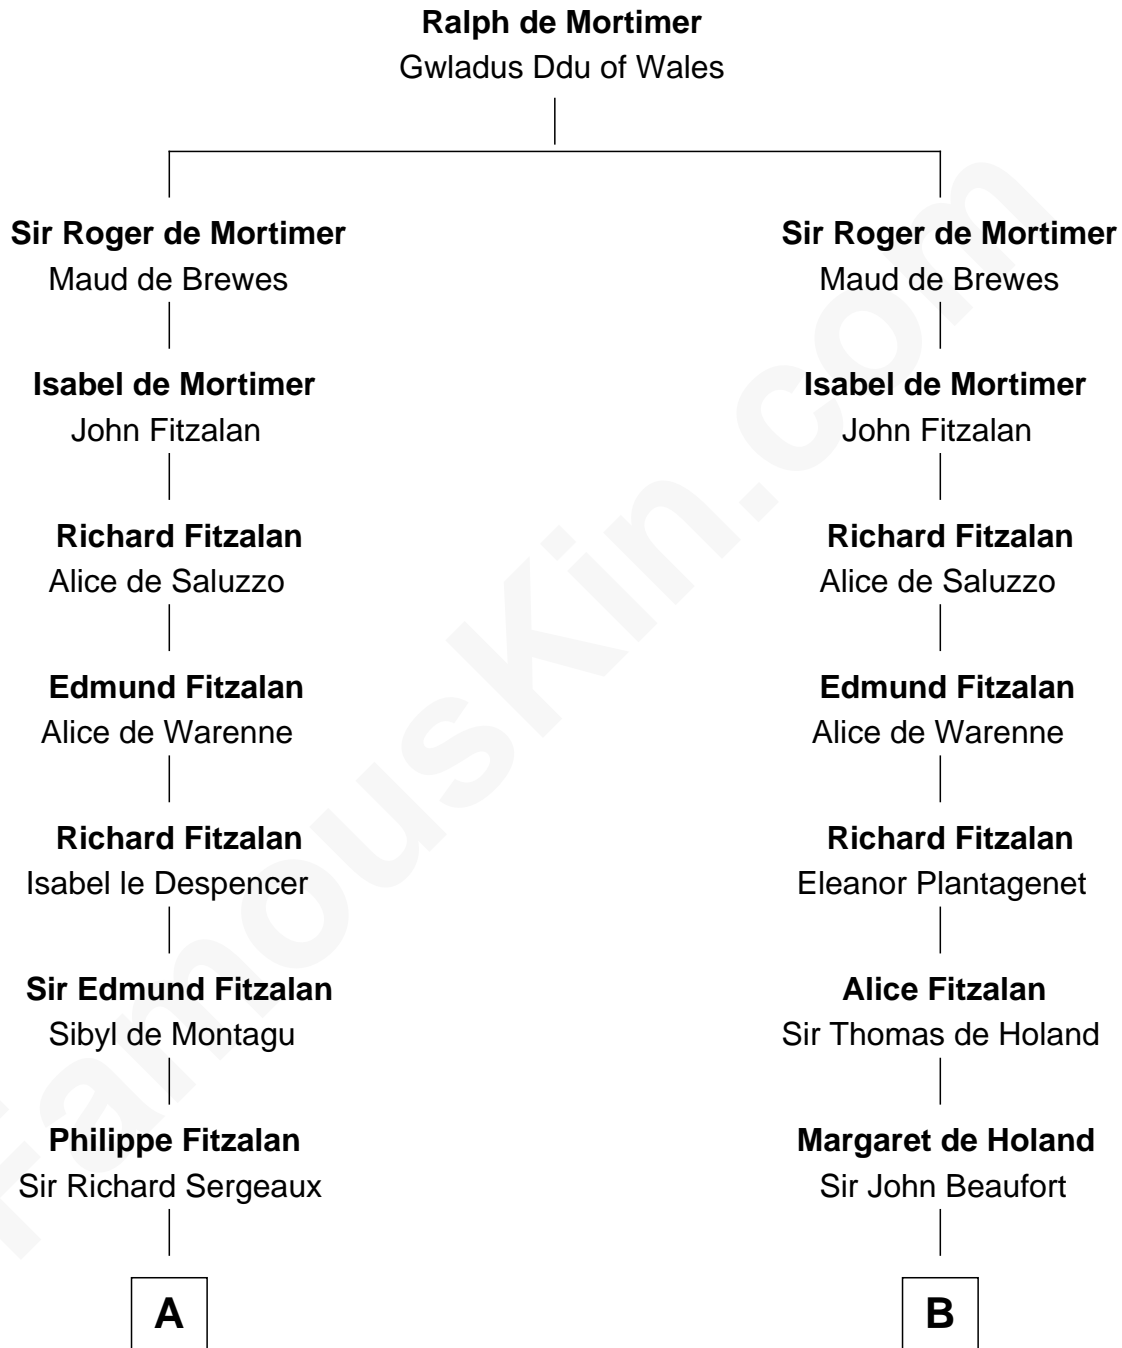 Ralph de Mortimer
Gwladus Ddu of Wales
Sir Roger de Mortimer
Maud de Brewes
Isabel de Mortimer
John Fitzalan
Richard Fitzalan
Alice de Saluzzo
Edmund Fitzalan
Alice de Warenne
Richard Fitzalan
Isabel le Despencer
Sir Edmund Fitzalan
Sibyl de Montagu
Philippe Fitzalan
Sir Richard Sergeaux
A
Sir Roger de Mortimer
Maud de Brewes
Isabel de Mortimer
John Fitzalan
Richard Fitzalan
Alice de Saluzzo
Edmund Fitzalan
Alice de Warenne
Richard Fitzalan
Eleanor Plantagenet
Alice Fitzalan
Sir Thomas de Holand
Margaret de Holand
Sir John Beaufort
B
FamousKin.com